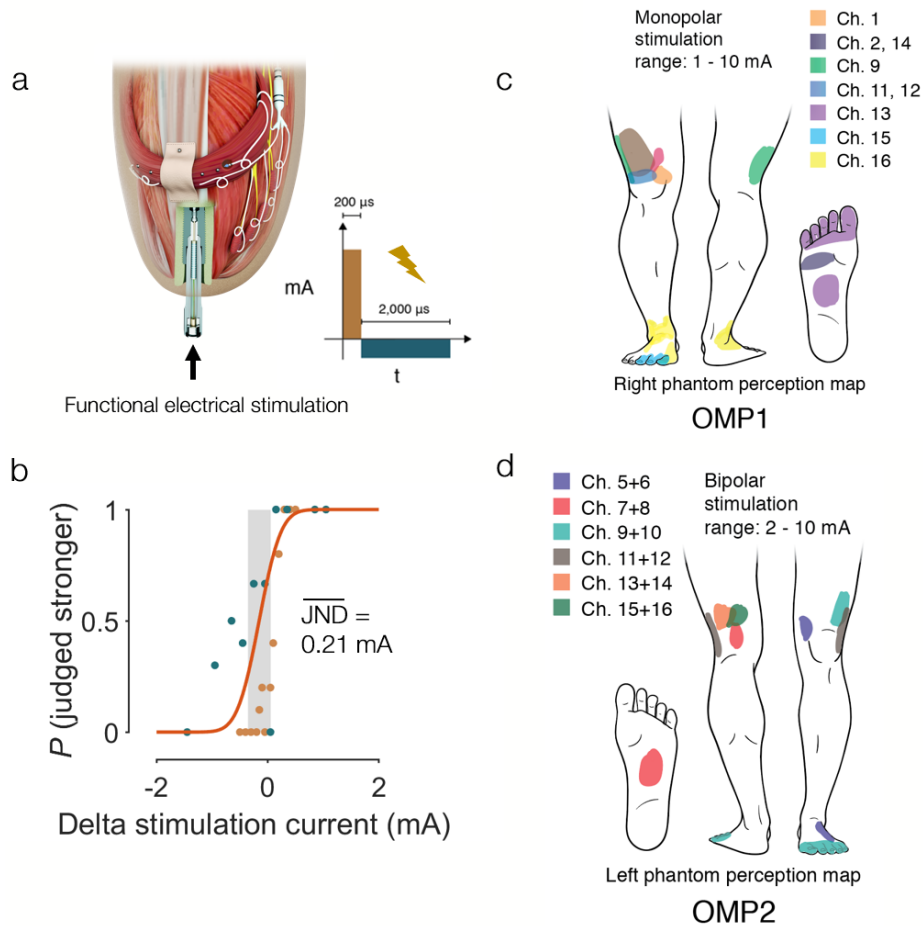 a
200 µs
mA
2,000 µs
t
Functional electrical stimulation
b
P (judged stronger)
1
0.5
0
JND =
0.21 mA
-2
0
2
Delta stimulation current (mA)
c
Monopolar
stimulation
range: 1 - 10 mA
Ch. 1
Ch. 2, 14
Ch. 9
Ch. 11, 12
Ch. 13
Ch. 15
Ch. 16
Right phantom perception map
OMP1
d
Ch. 5+6
Ch. 7+8
Ch. 9+10
Ch. 11+12
Ch. 13+14
Ch. 15+16
Bipolar
stimulation
range: 2 - 10 mA
Left phantom perception map
OMP2